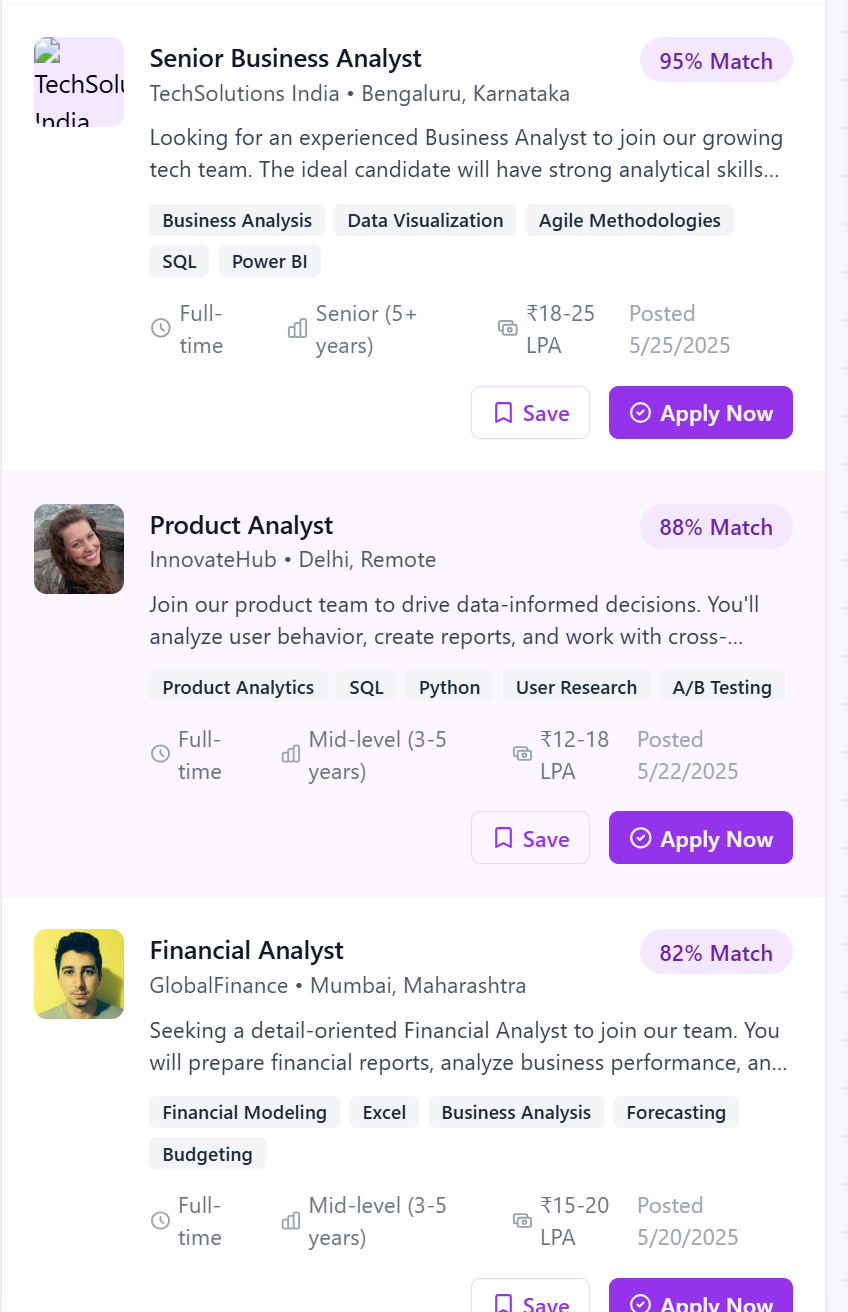 Senior Business Analyst
95% Match
TechSolutions India • Bengaluru, Karnataka
TechSolu
India
Looking for an experienced Business Analyst to join our growing
tech team. The ideal candidate will have strong analytical skills...
Business Analysis Data Visualization Agile Methodologies
SQL Power BI
Full-
time
Senior (5+
years)
₹18-25
LPA
Posted
5/25/2025
Save Apply Now
Product Analyst
88% Match
InnovateHub • Delhi, Remote
Join our product team to drive data-informed decisions. You'll
analyze user behavior, create reports, and work with cross-...
Product Analytics SQL Python User Research A/B Testing
Full-
time
Mid-level (3-5
years)
₹12-18
LPA
Posted
5/22/2025
Save Apply Now
Financial Analyst
82% Match
GlobalFinance • Mumbai, Maharashtra
Seeking a detail-oriented Financial Analyst to join our team. You
will prepare financial reports, analyze business performance, an...
Financial Modeling Excel Business Analysis Forecasting
Budgeting
Full-
time
Mid-level (3-5
years)
₹15-20
LPA
Posted
5/20/2025
Save Apply Now